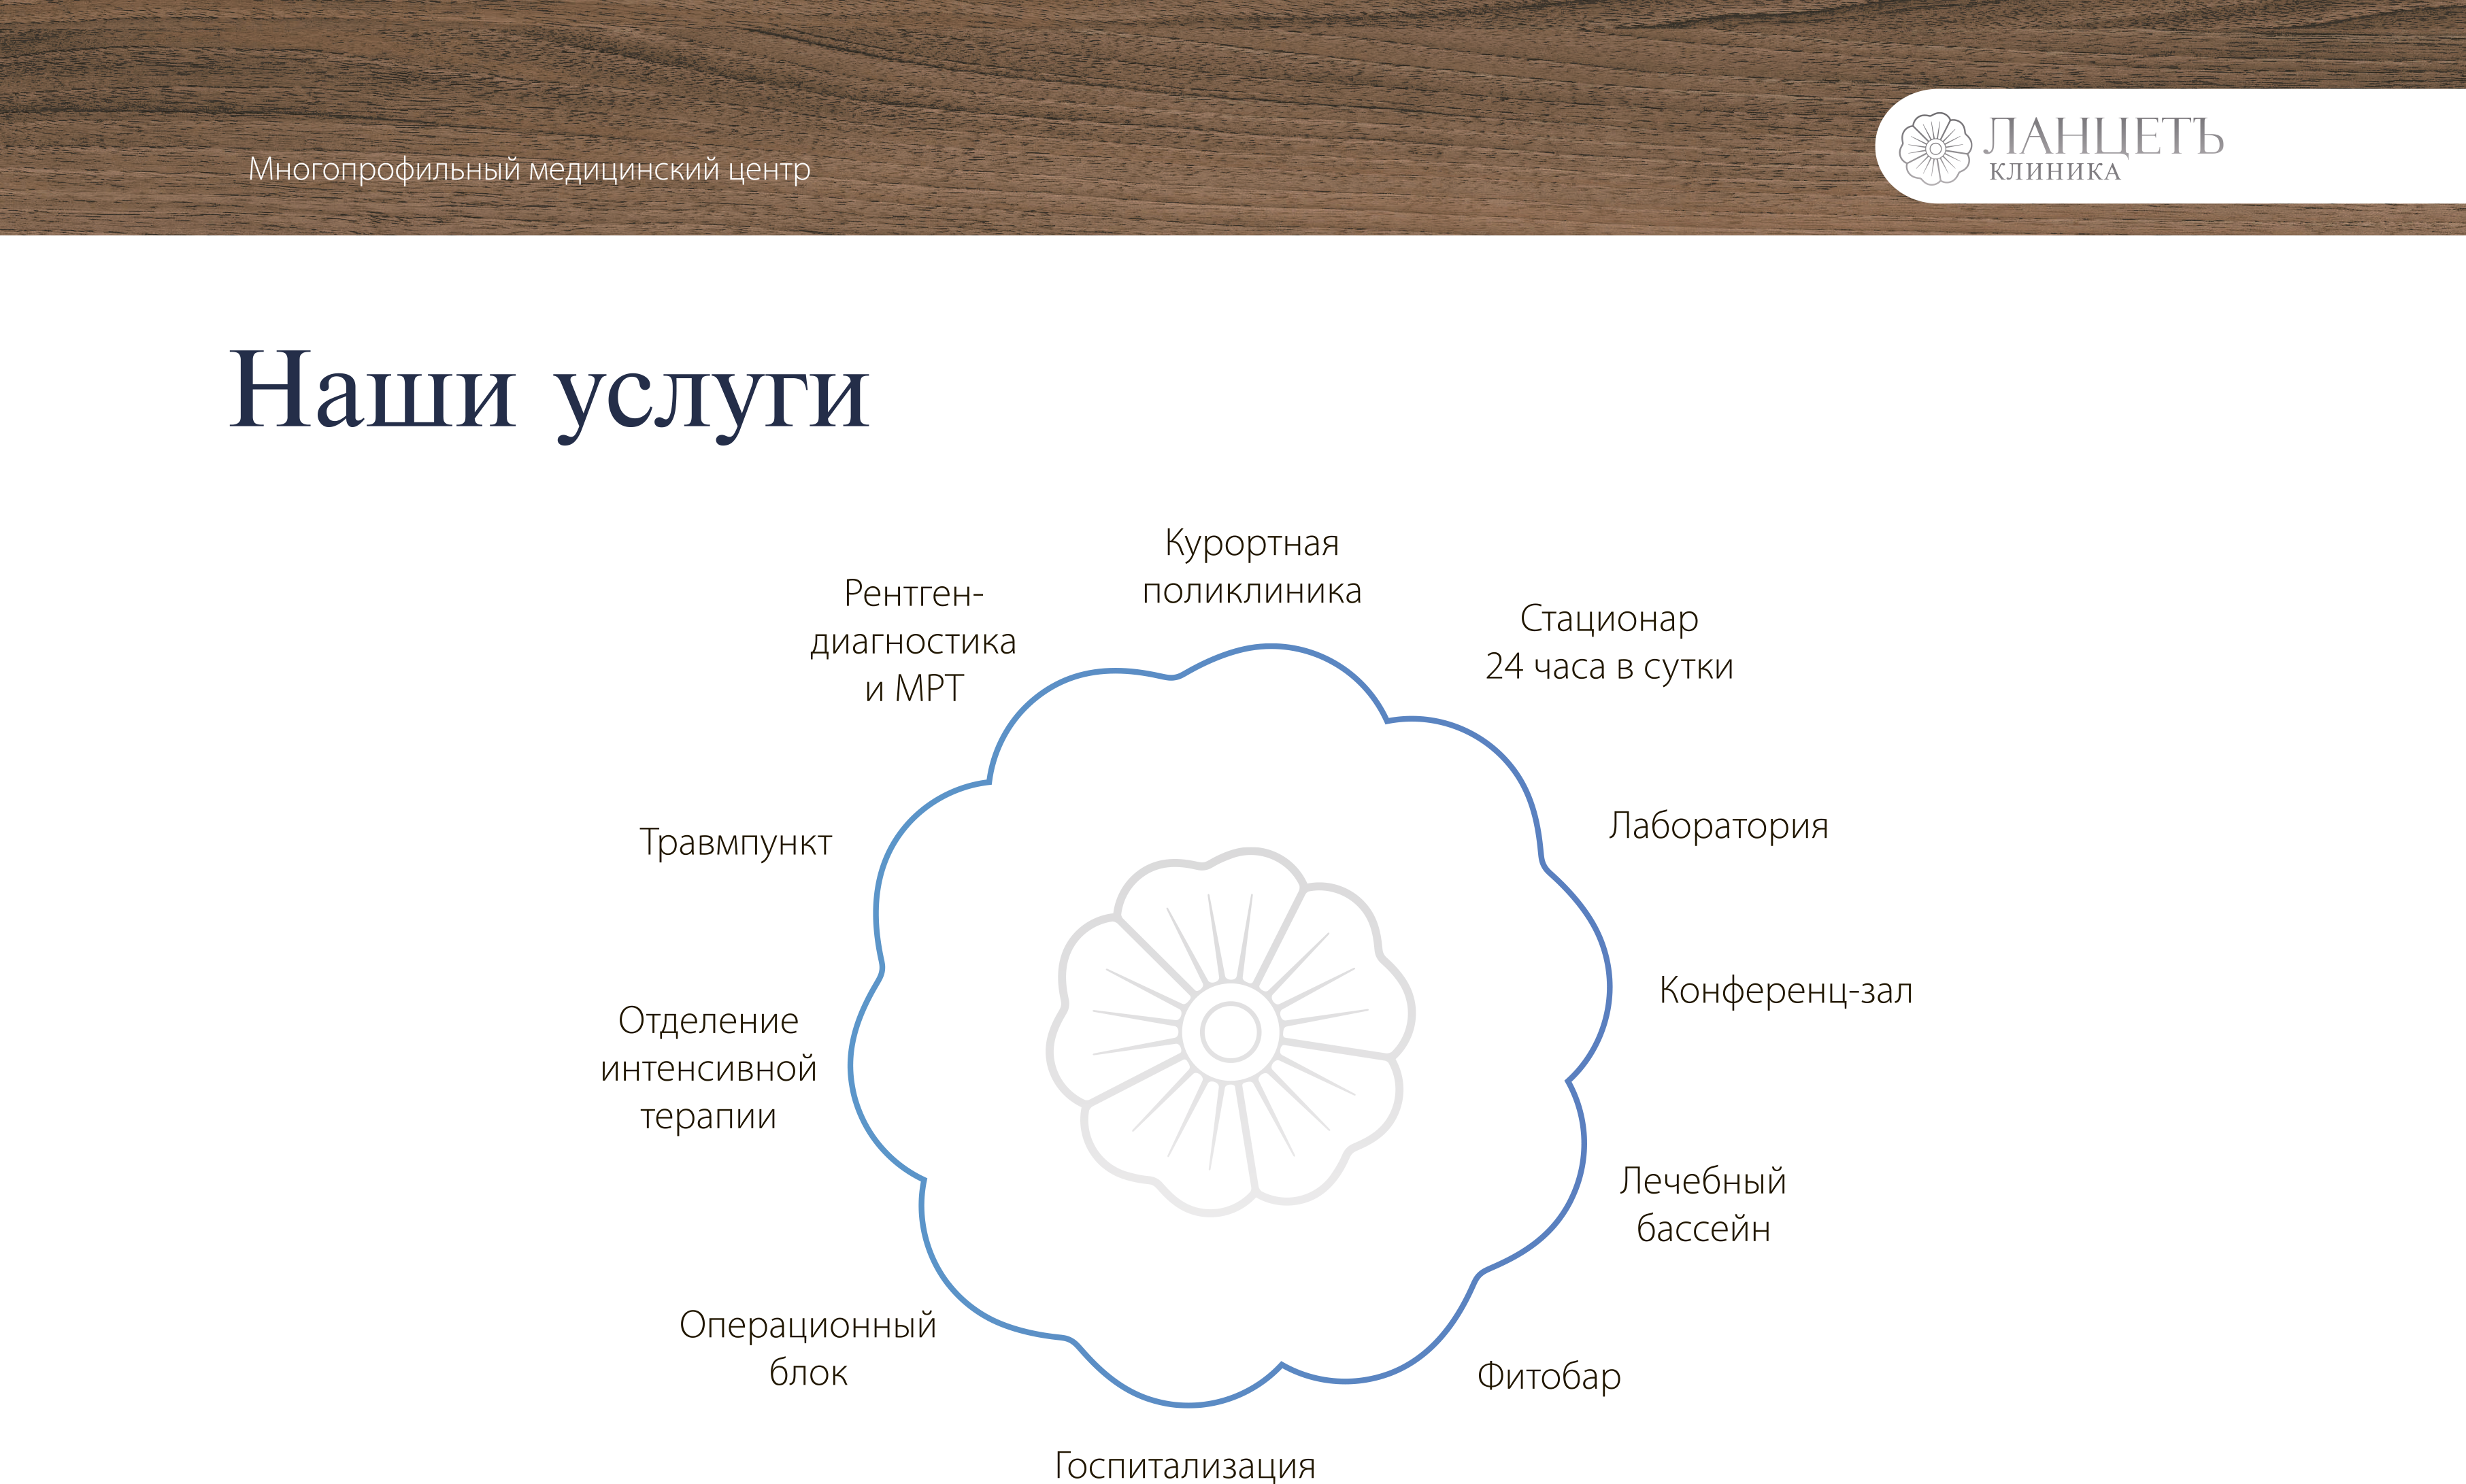 Многопрофильный медицинский центр
ЛАНЦЕТЪ
КЛИНИКА
Наши услуги
Курортная
поликлиника
Рентген-
диагностика
и МРТ
Стационар
24 часа в сутки
Лаборатория
Травмпункт
Конференц-зал
Отделение
интенсивной
терапии
Лечебный
бассейн
Операционный
блок
Фитобар
Госпитализация